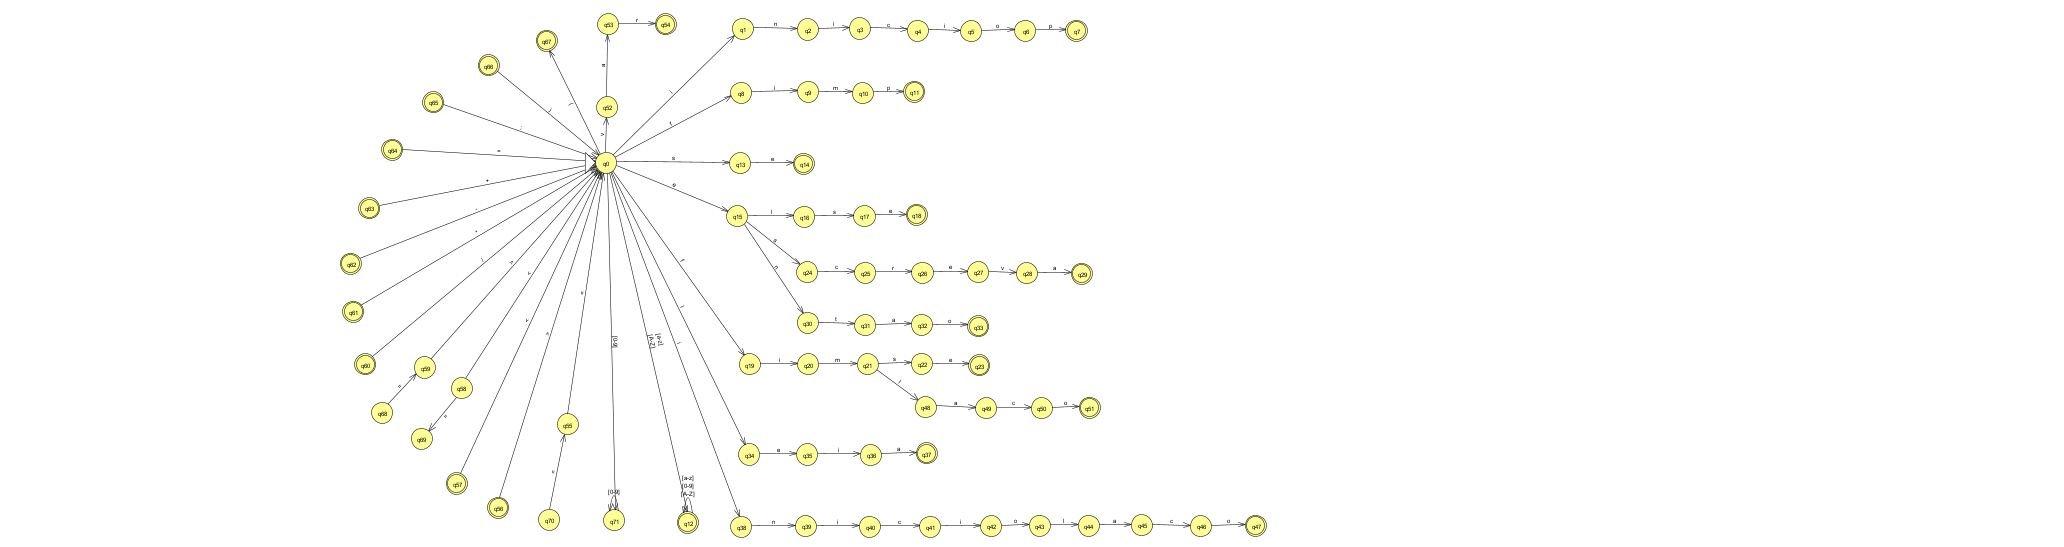 q53 r q54
q1 n q2 i q3 c q4 i q5 o q6 p q7
q67
q66
a
q8 i q9 m q10 p q11
q65
q52
i
f
q64 =
q0 s q13 e q14
e
q63 +
q15 l q16 s q17 e q18
q62 -
q24 c q25 r q26 e q27 v q28 a q29
q61
q30 t q31 a q32 o q33
q60
[0-9]
[a-z]
[A-Z]
q59
q19 i q20 m q21 s q22 e q23
q58
q68
q48 a q49 c q50 o q51
q55
q69
q34 e q35 i q36 a q37
q57
q56
q70
[0-9]
q71
[a-z]
[0-9]
[A-Z]
q12
q38 n q39 i q40 c q41 i q42 o q43 l q44 a q45 c q46 o q47